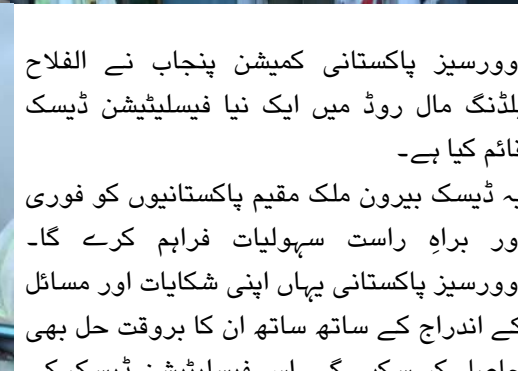 وورسیز پاکستانی کمیشن پنجاب نے الفلاح
بلڈنگ مال روڈ میں ایک نیا فیسلیٹیشن ڈیسک
قائم کیا ہے۔
یہ ڈیسک بیرون ملک مقیم پاکستانیوں کو فوری
اور براہِ راست سہولیات فراہم کرے گا۔
وورسیز پاکستانی یہاں اپنی شکایات اور مسائل
کے اندراج کے ساتھ ساتھ ان کا بروقت حل بھی